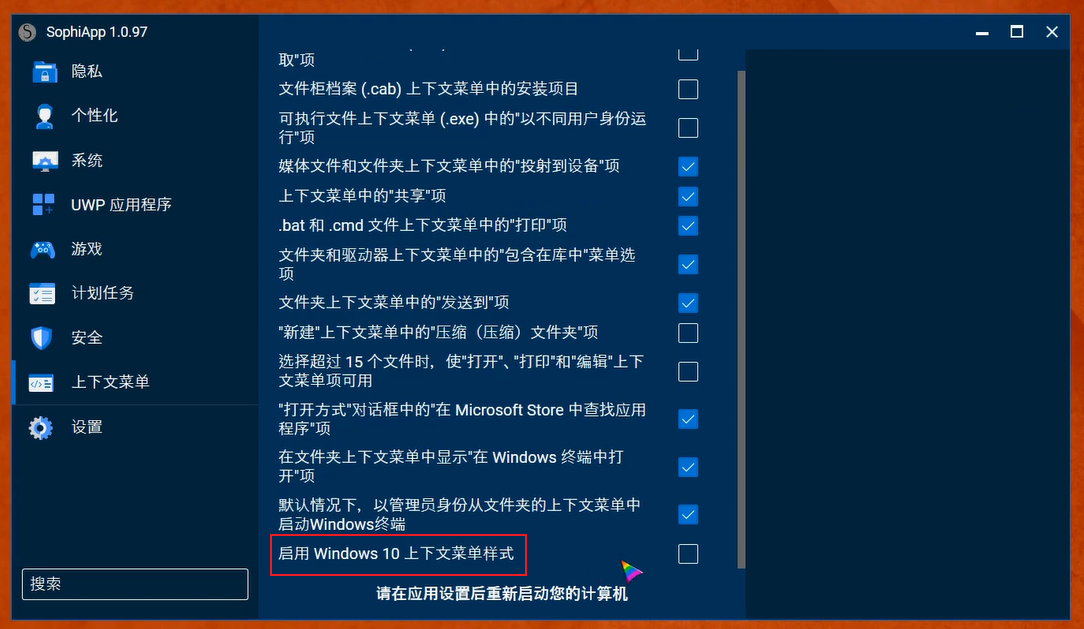 SophiApp 1.0.97
隐私
个性化
系统
UWP 应用程序
游戏
计划任务
安全
上下文菜单
设置
搜索
取"项
文件柜档案 (.cab) 上下文菜单中的安装项目
可执行文件上下文菜单 (.exe) 中的"以不同用户身份运
行"项
媒体文件和文件夹上下文菜单中的"投射到设备"项
上下文菜单中的"共享"项
.bat 和 .cmd 文件上下文菜单中的"打印"项
文件夹和驱动器上下文菜单中的"包含在库中"菜单选
项
文件夹上下文菜单中的"发送到"项
"新建"上下文菜单中的"压缩（压缩）文件夹"项
选择超过 15 个文件时，使"打开"、"打印"和"编辑"上下
文菜单项可用
"打开方式"对话框中的"在 Microsoft Store 中查找应用
程序"项
在文件夹上下文菜单中显示"在 Windows 终端中打
开"项
默认情况下，以管理员身份从文件夹的上下文菜单中
启动Windows终端
启用 Windows 10 上下文菜单样式
请在应用设置后重新启动您的计算机